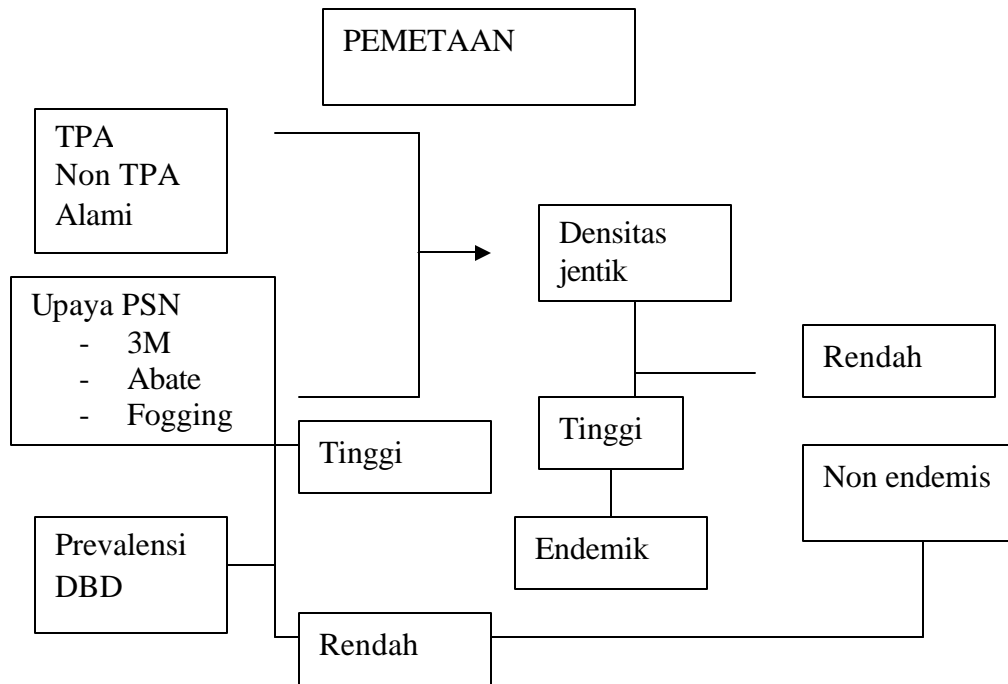 PEMETAAN
TPA
Non TPA
Alami
Densitas
jentik
Upaya PSN
- 3M
- Abate
- Fogging
Rendah
Tinggi
Tinggi
Non endemis
Prevalensi
DBD
Endemik
Rendah